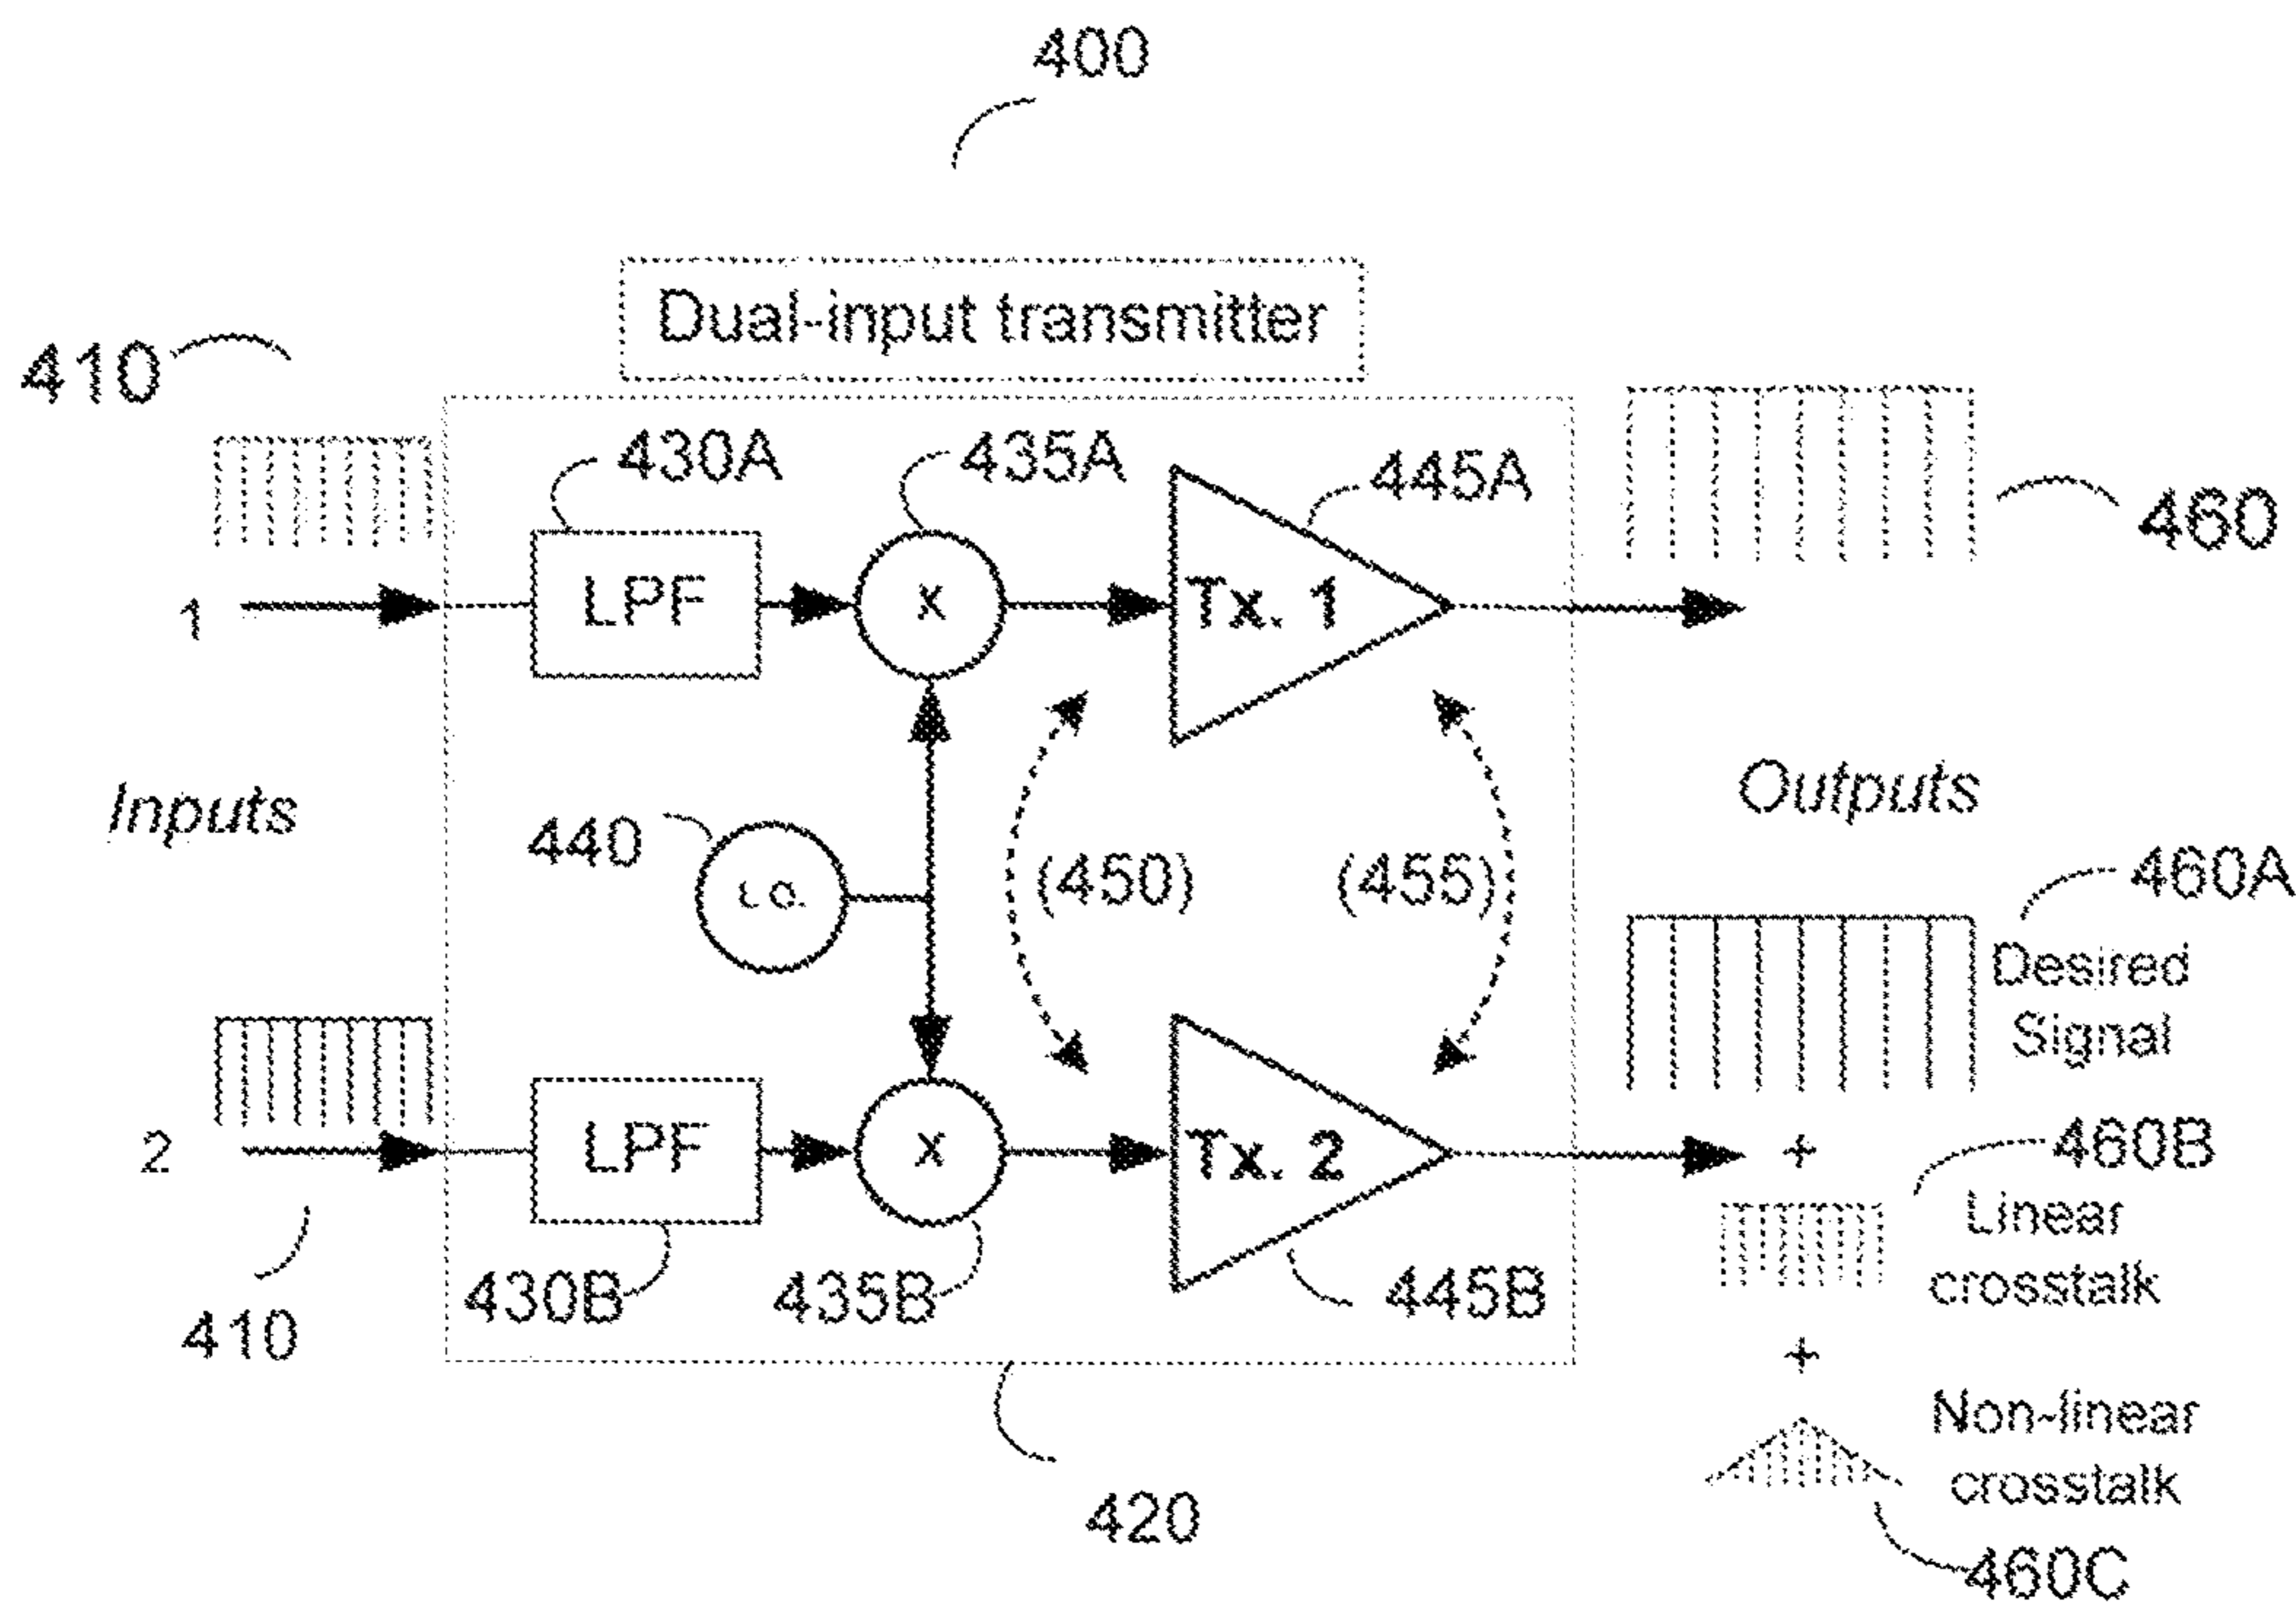 400
Dual-input transmitter
410
430A
435A
445A
460
LPF
x
Tx. 1
1
Inputs
Outputs
440
L.O.
(450)
(455)
460A
Desired
Signal
2
LPF
x
Tx. 2
+
460B
Linear
crosstalk
430B
435B
445B
410
+
Non-linear
crosstalk
420
460C